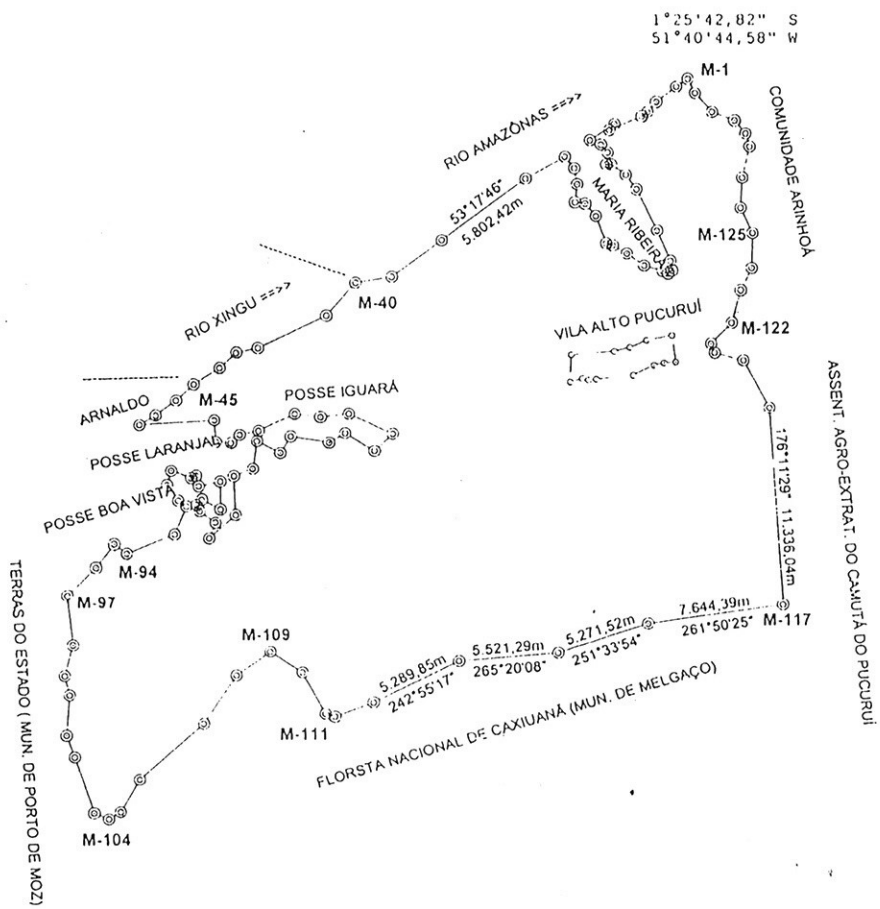 1°25'42,82" S
51°40'44,58" W
M-1
RIO AMAZÔNAS ==>>
COMUNIDADE ARINHOÃ
53°17'46"
5.802,42m
MARIA RIBEIRA
M-125
M-40
RIO XINGU ==>>
VILA ALTO PUCURUÍ
M-122
ARNALDO
M-45
POSSE IGUARÁ
POSSE LARANJAL
POSSE BOA VISTA
ASSENT. AGRO-EXTRAT. DO CAMUTÁ DO PUCURUÍ
176°11'29" 11.336,04m
M-94
M-97
TERRAS DO ESTADO ( MUN. DE PORTO DE MOZ)
M-109
5.289,85m
242°55'17"
5.521,29m
265°20'08"
5.271,52m
251°33'54"
7.644,39m
261°50'25"
M-117
M-111
FLORSTA NACIONAL DE CAXIUANÃ (MUN. DE MELGAÇO)
M-104